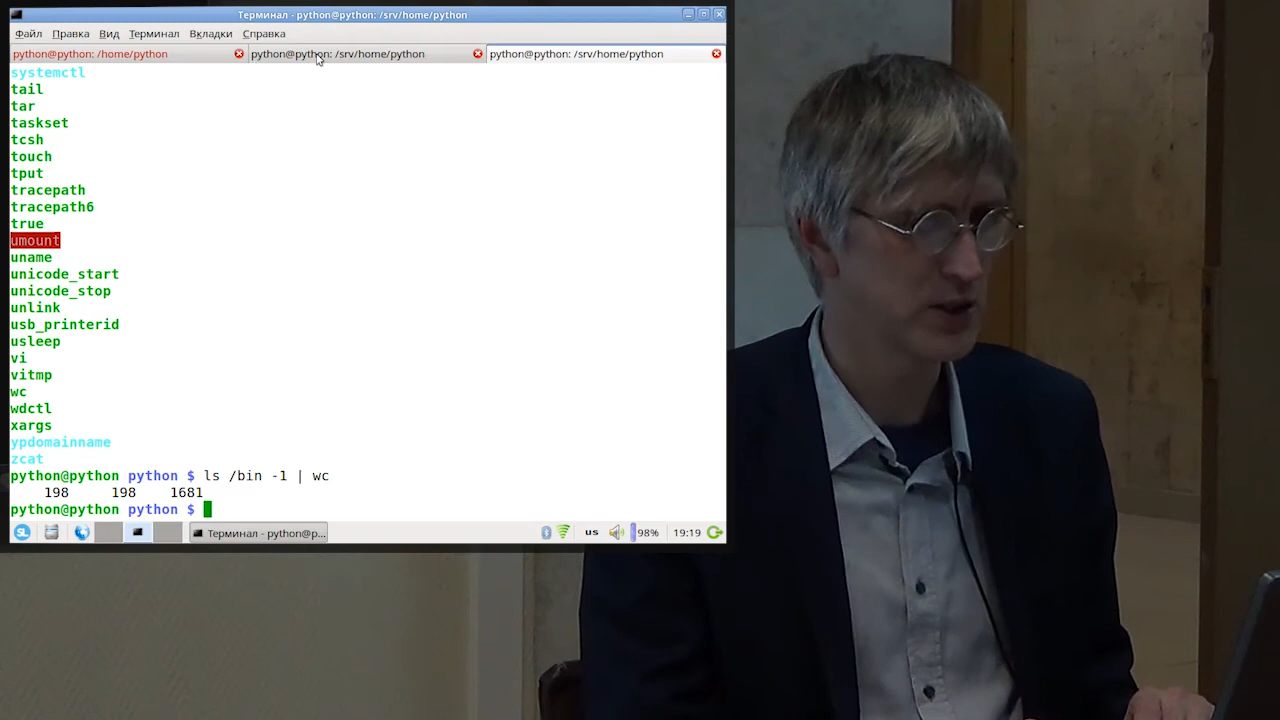 Терминал - python@python: /srv/home/python
Файл Правка Вид Терминал Вкладки Справка
python@python: /home/python python@python: /srv/home/python python@python: /srv/home/python
systemctl
tail
tar
taskset
tcsh
touch
tput
tracepath
tracepath6
true
umount
uname
unicode_start
unicode_stop
unlink
usb_printerid
usleep
vi
vitmp
wc
wdctl
xargs
ypdomainname
zcat
python@python python $ ls /bin -1 | wc
198 198 1681
python@python python $
SL Терминал - python@p... us 98% 19:19